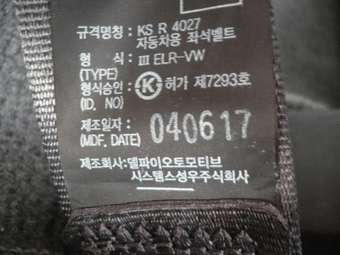 규격명칭 : KS R 4027
자동차용 좌석벨트
형 식 : III ELR-VW
(TYPE)
형식승인 : K 허가 제7293호
(ID. NO)
제조일자 : 040617
(MDF. DATE)
제조회사: 델파이오토모티브
시스템스성우주식회사